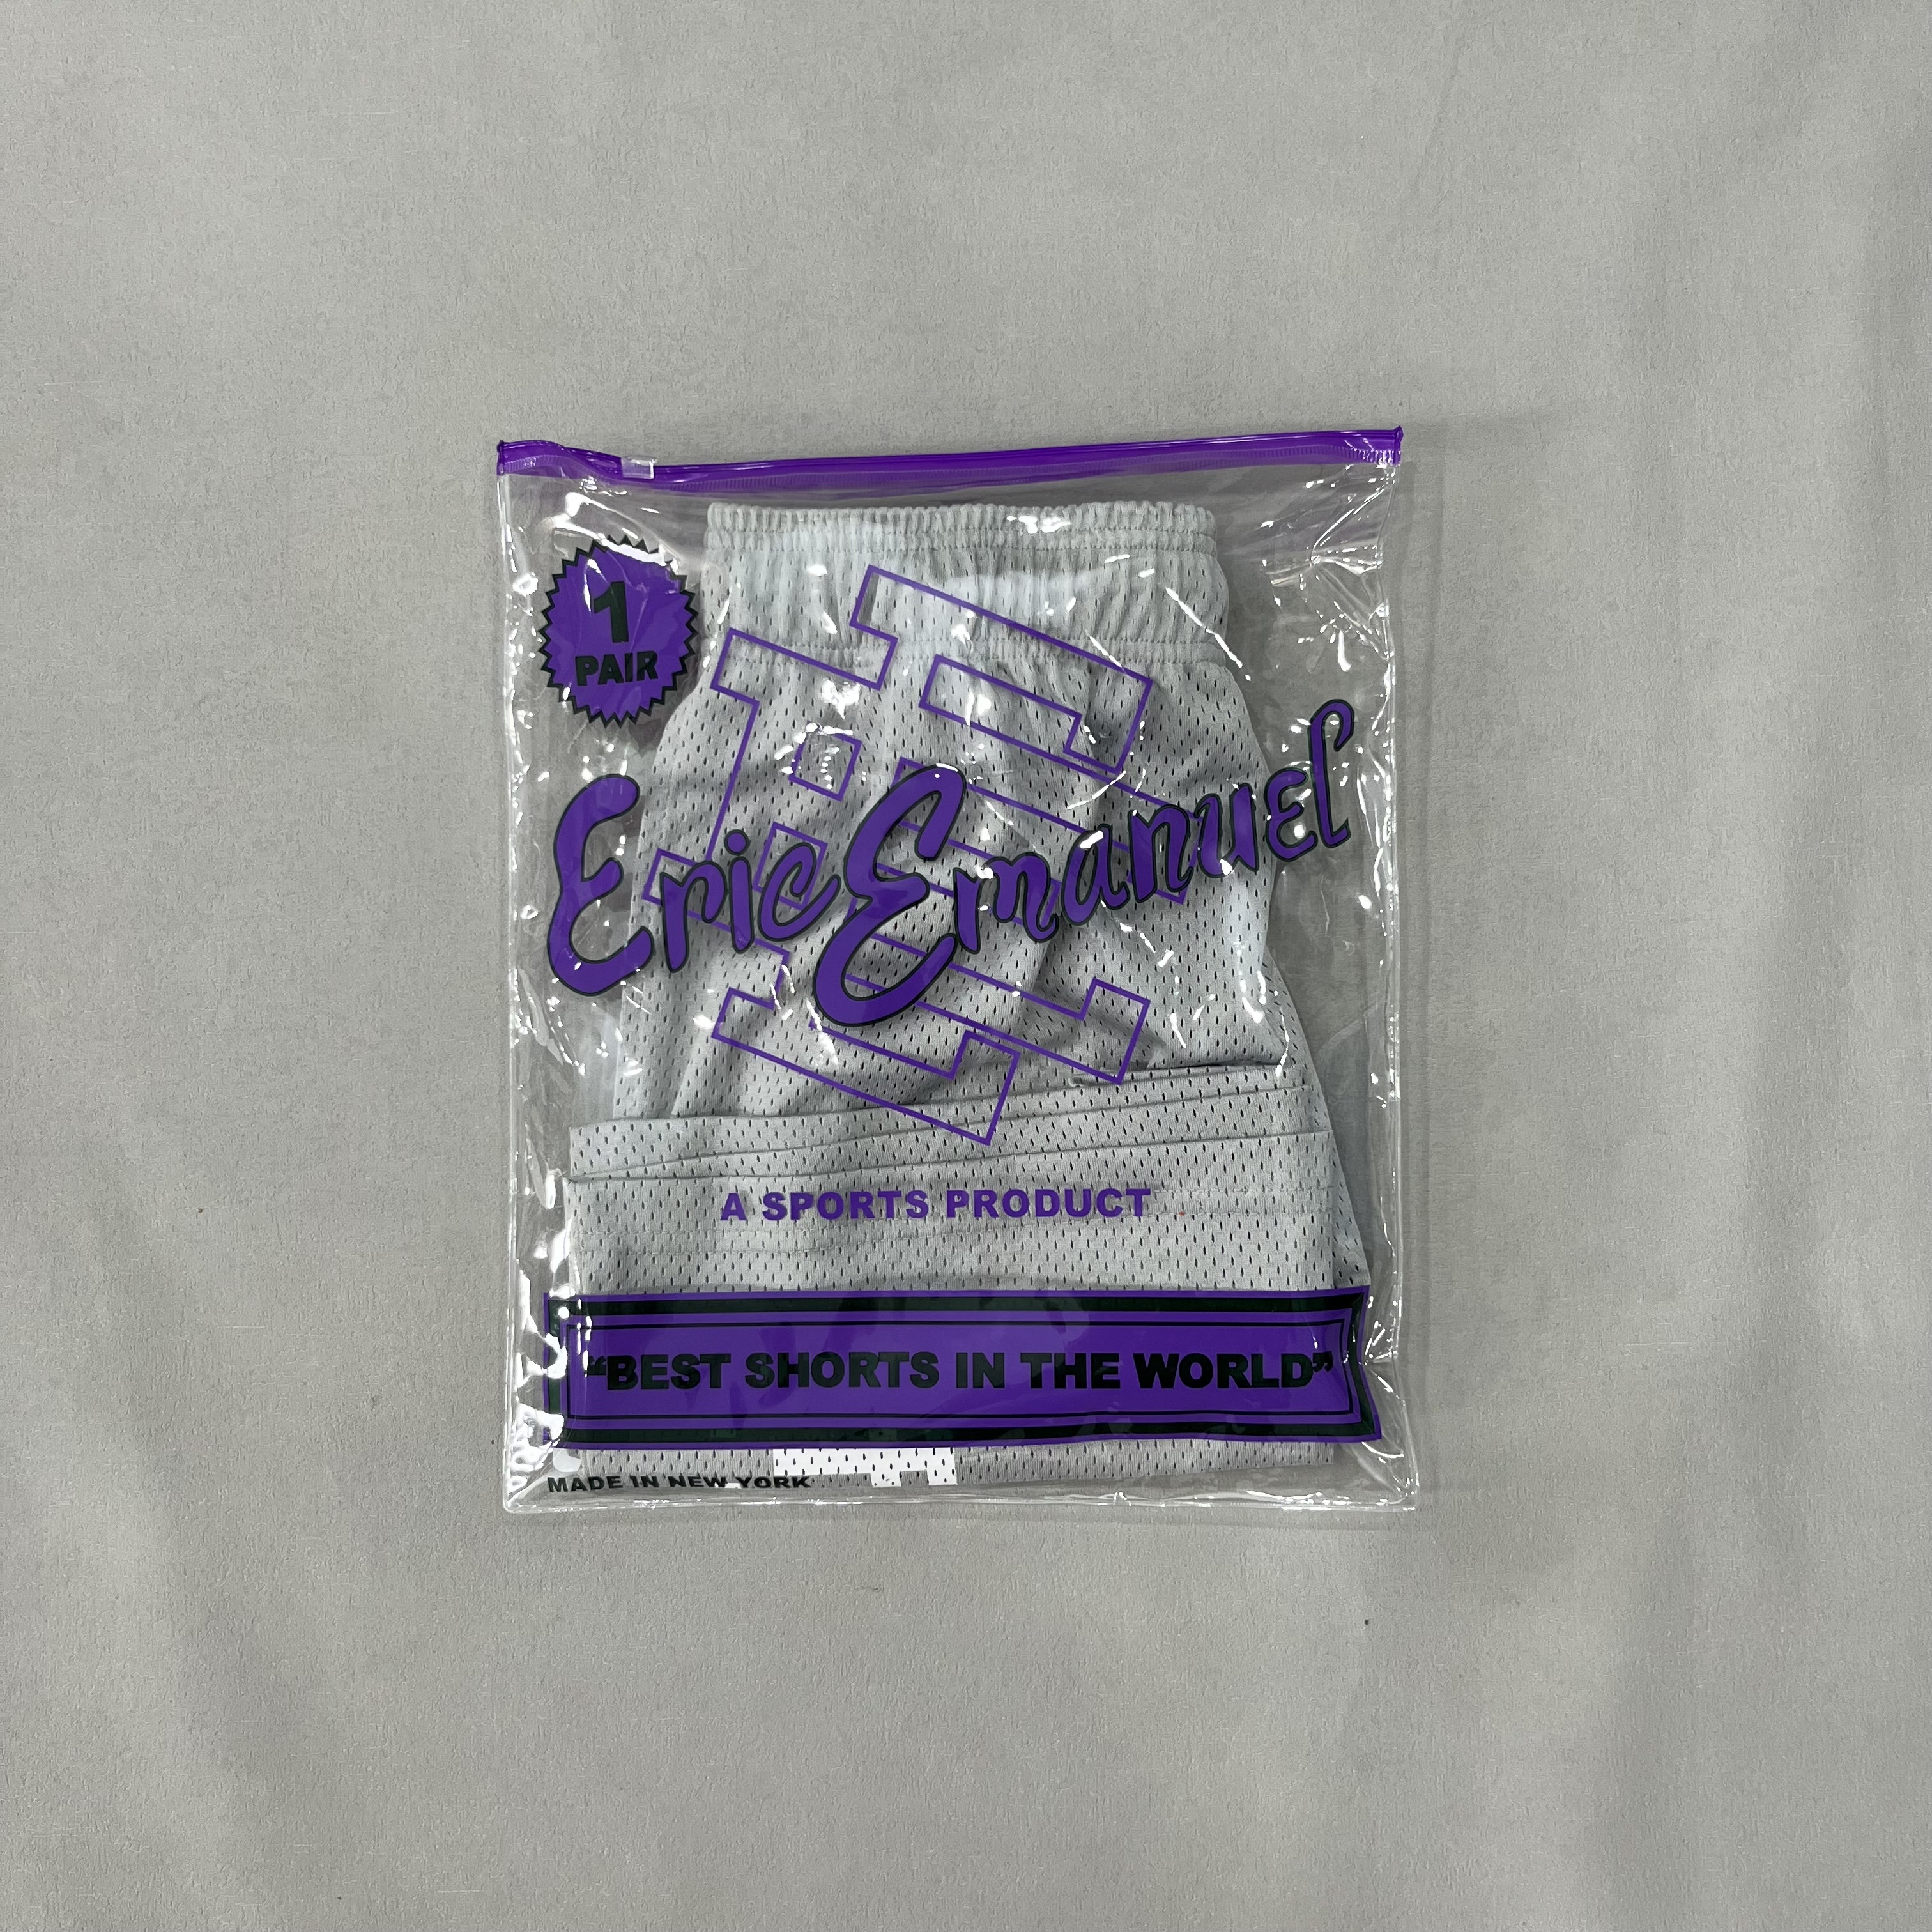 1
PAIR
Eric Emanuel
A SPORTS PRODUCT
“BEST SHORTS IN THE WORLD”
MADE IN NEW YORK